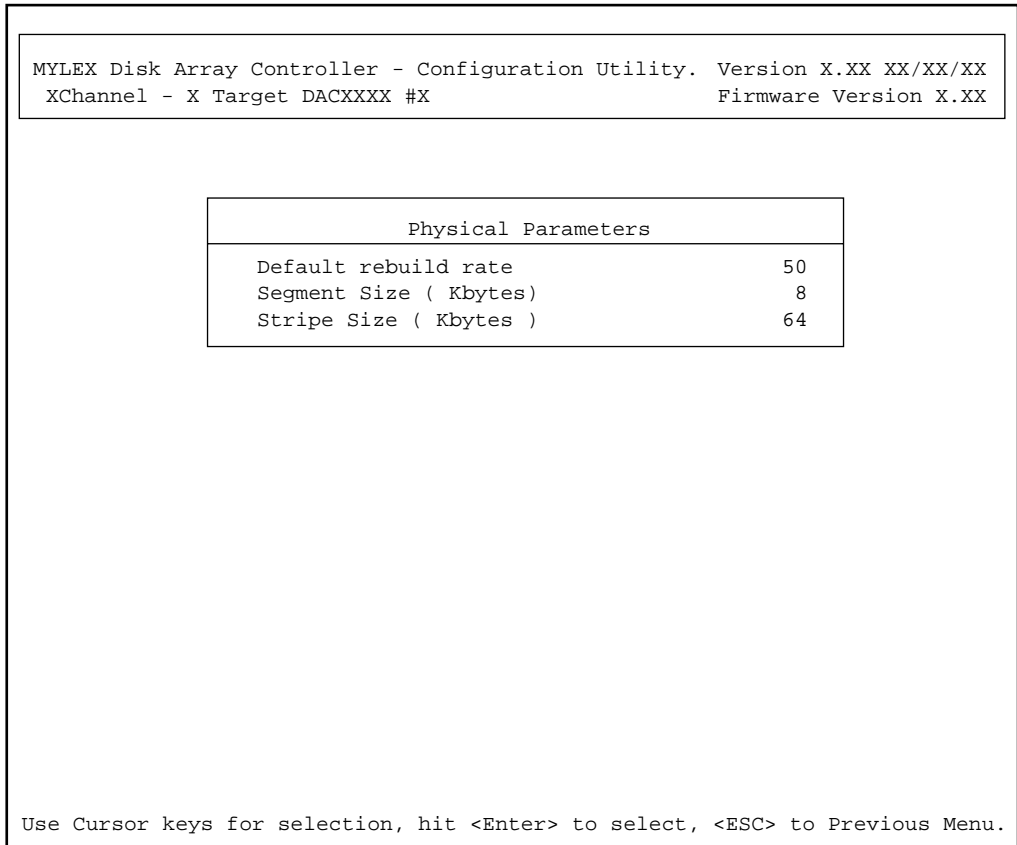 MYLEX Disk Array Controller - Configuration Utility. Version X.XX XX/XX/XX
XChannel - X Target DACXXXX #X Firmware Version X.XX
Physical Parameters
Default rebuild rate 50
Segment Size ( Kbytes) 8
Stripe Size ( Kbytes ) 64
Use Cursor keys for selection, hit <Enter> to select, <ESC> to Previous Menu.